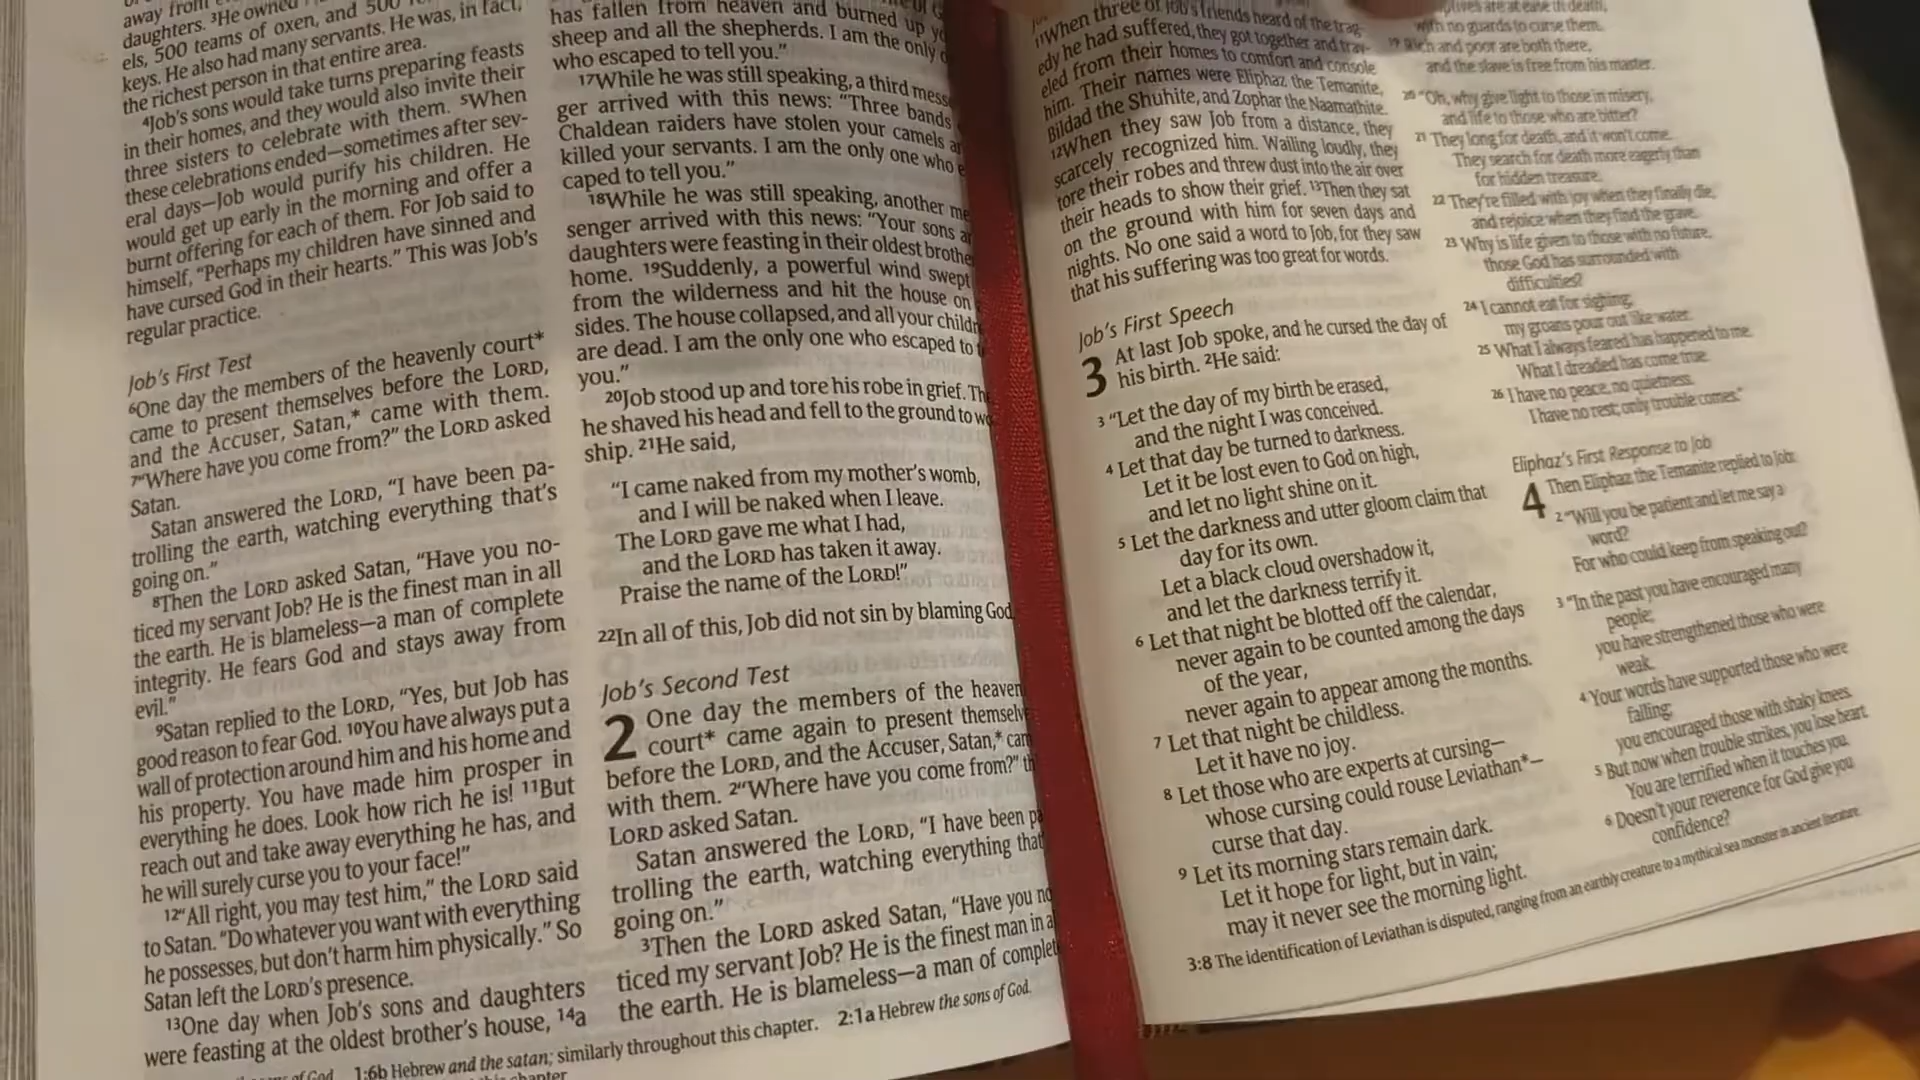 away from
daughters. ³He owned
els, 500 teams of oxen, and 500
keys. He also had many servants. He was, in fact,
the richest person in that entire area.
⁴Job's sons would take turns preparing feasts
in their homes, and they would also invite their
three sisters to celebrate with them. ⁵When
these celebrations ended—sometimes after sev-
eral days—Job would purify his children. He
would get up early in the morning and offer a
burnt offering for each of them. For Job said to
himself, “Perhaps my children have sinned and
have cursed God in their hearts.” This was Job's
regular practice.
Job's First Test
⁶One day the members of the heavenly court*
came to present themselves before the LORD,
and the Accuser, Satan,* came with them.
⁷“Where have you come from?” the LORD asked
Satan.
Satan answered the LORD, “I have been pa-
trolling the earth, watching everything that's
going on.”
⁸Then the LORD asked Satan, “Have you no-
ticed my servant Job? He is the finest man in all
the earth. He is blameless—a man of complete
integrity. He fears God and stays away from
evil.”
⁹Satan replied to the LORD, “Yes, but Job has
good reason to fear God. ¹⁰You have always put a
wall of protection around him and his home and
his property. You have made him prosper in
everything he does. Look how rich he is! ¹¹But
reach out and take away everything he has, and
he will surely curse you to your face!”
¹²“All right, you may test him,” the LORD said
to Satan. “Do whatever you want with everything
he possesses, but don't harm him physically.” So
Satan left the LORD's presence.
¹³One day when Job's sons and daughters
were feasting at the oldest brother's house, ¹⁴a
has fallen from heaven and burned up
sheep and all the shepherds. I am the only
who escaped to tell you.”
¹⁷While he was still speaking, a third mess
ger arrived with this news: “Three bands
Chaldean raiders have stolen your camels
killed your servants. I am the only one who
caped to tell you.”
¹⁸While he was still speaking, another me
senger arrived with this news: “Your sons
daughters were feasting in their oldest brothe
home. ¹⁹Suddenly, a powerful wind swept
from the wilderness and hit the house on
sides. The house collapsed, and all your childr
are dead. I am the only one who escaped to
you.”
²⁰Job stood up and tore his robe in grief. Th
he shaved his head and fell to the ground to wo
ship. ²¹He said,
“I came naked from my mother's womb,
and I will be naked when I leave.
The LORD gave me what I had,
and the LORD has taken it away.
Praise the name of the LORD!”
²²In all of this, Job did not sin by blaming God
Job's Second Test
2 One day the members of the heaven
court* came again to present themselve
before the LORD, and the Accuser, Satan,* cam
with them. ²“Where have you come from?” th
LORD asked Satan.
Satan answered the LORD, “I have been pa
trolling the earth, watching everything that
going on.”
³Then the LORD asked Satan, “Have you no
ticed my servant Job? He is the finest man in a
the earth. He is blameless—a man of complet
of God. 1:6b Hebrew and the satan; similarly throughout this chapter. 2:1a Hebrew the sons of God.
chapter
¹¹When three of Job's friends heard of the trag-
edy he had suffered, they got together and trav-
eled from their homes to comfort and console
him. Their names were Eliphaz the Temanite,
Bildad the Shuhite, and Zophar the Naamathite.
¹²When they saw Job from a distance, they
scarcely recognized him. Wailing loudly, they
tore their robes and threw dust into the air over
their heads to show their grief. ¹³Then they sat
on the ground with him for seven days and
nights. No one said a word to Job, for they saw
that his suffering was too great for words.
Job's First Speech
3 At last Job spoke, and he cursed the day of
his birth. ²He said:
3 “Let the day of my birth be erased,
and the night I was conceived.
4 Let that day be turned to darkness.
Let it be lost even to God on high,
and let no light shine on it.
5 Let the darkness and utter gloom claim that
day for its own.
Let a black cloud overshadow it,
and let the darkness terrify it.
6 Let that night be blotted off the calendar,
never again to be counted among the days
of the year,
never again to appear among the months.
7 Let that night be childless.
Let it have no joy.
8 Let those who are experts at cursing—
whose cursing could rouse Leviathan*—
curse that day.
9 Let its morning stars remain dark.
Let it hope for light, but in vain;
may it never see the morning light.
are at ease in death,
with no guards to curse them.
19 Rich and poor are both there,
and the slave is free from his master.
20 “Oh, why give light to those in misery,
and life to those who are bitter?
21 They long for death, and it won't come.
They search for death more eagerly than
for hidden treasure.
22 They're filled with joy when they finally die,
and rejoice when they find the grave.
23 Why is life given to those with no future,
those God has surrounded with
difficulties?
24 I cannot eat for sighing;
my groans pour out like water.
25 What I always feared has happened to me.
What I dreaded has come true.
26 I have no peace, no quietness.
I have no rest; only trouble comes.”
Eliphaz's First Response to Job
4 Then Eliphaz the Temanite replied to Job:
2 “Will you be patient and let me say a
word?
For who could keep from speaking out?
3 “In the past you have encouraged many
people;
you have strengthened those who were
weak.
4 Your words have supported those who were
falling;
you encouraged those with shaky knees.
5 But now when trouble strikes, you lose heart.
You are terrified when it touches you.
6 Doesn't your reverence for God give you
confidence?
3:8 The identification of Leviathan is disputed, ranging from an earthly creature to a mythical sea monster in ancient literature.